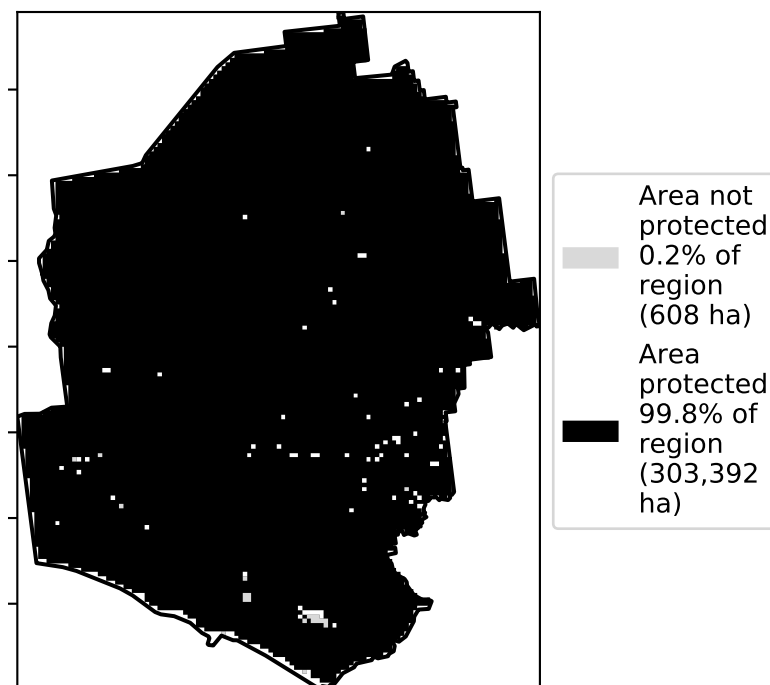 Area not
protected
0.2% of
region
(608 ha)
Area
protected
99.8% of
region
(303,392
ha)